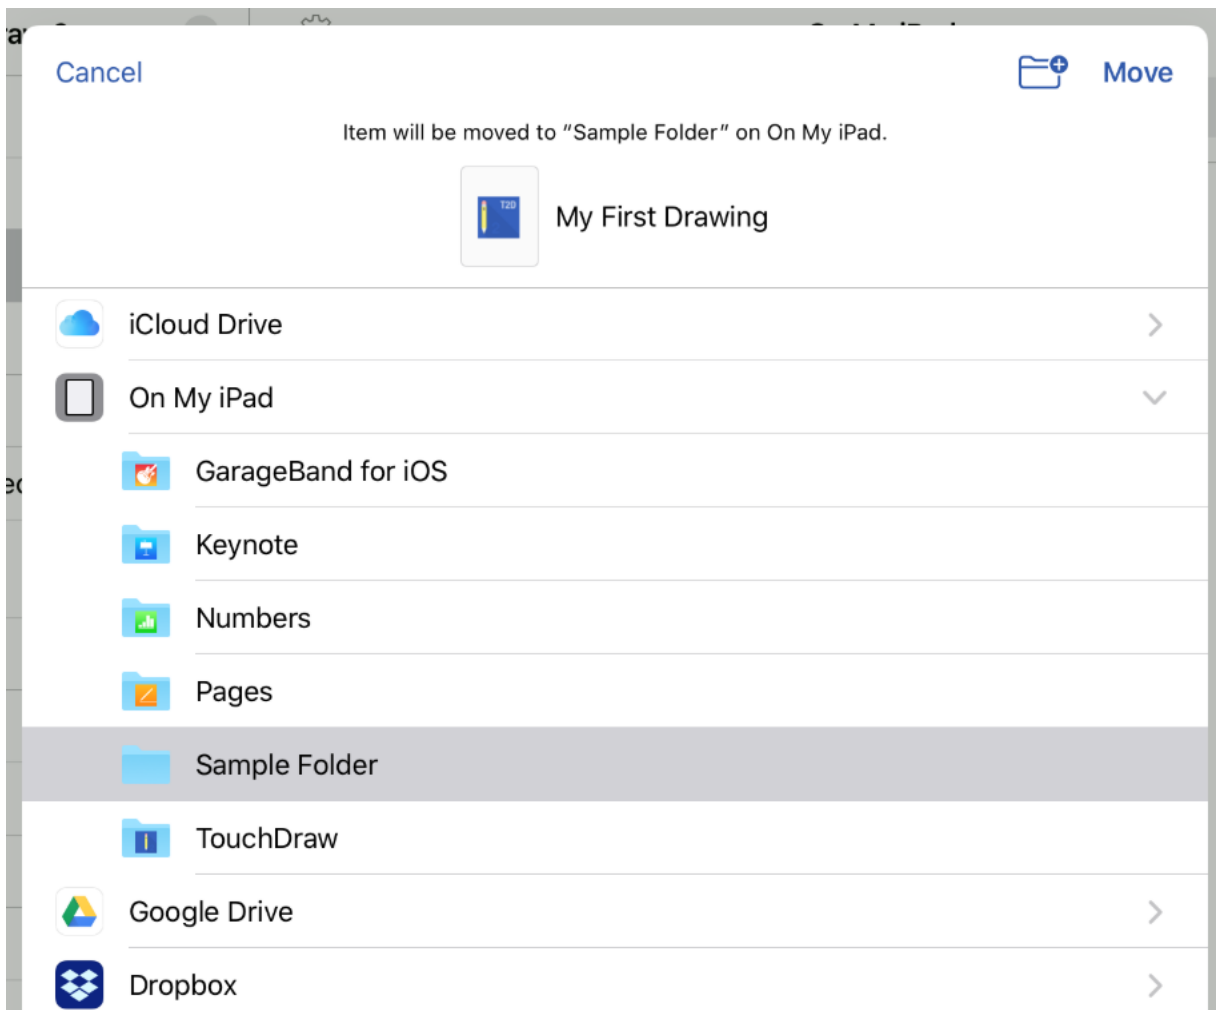 Cancel
Move
Item will be moved to “Sample Folder” on On My iPad.
T2D
My First Drawing
iCloud Drive
On My iPad
GarageBand for iOS
Keynote
Numbers
Pages
Sample Folder
TouchDraw
Google Drive
Dropbox